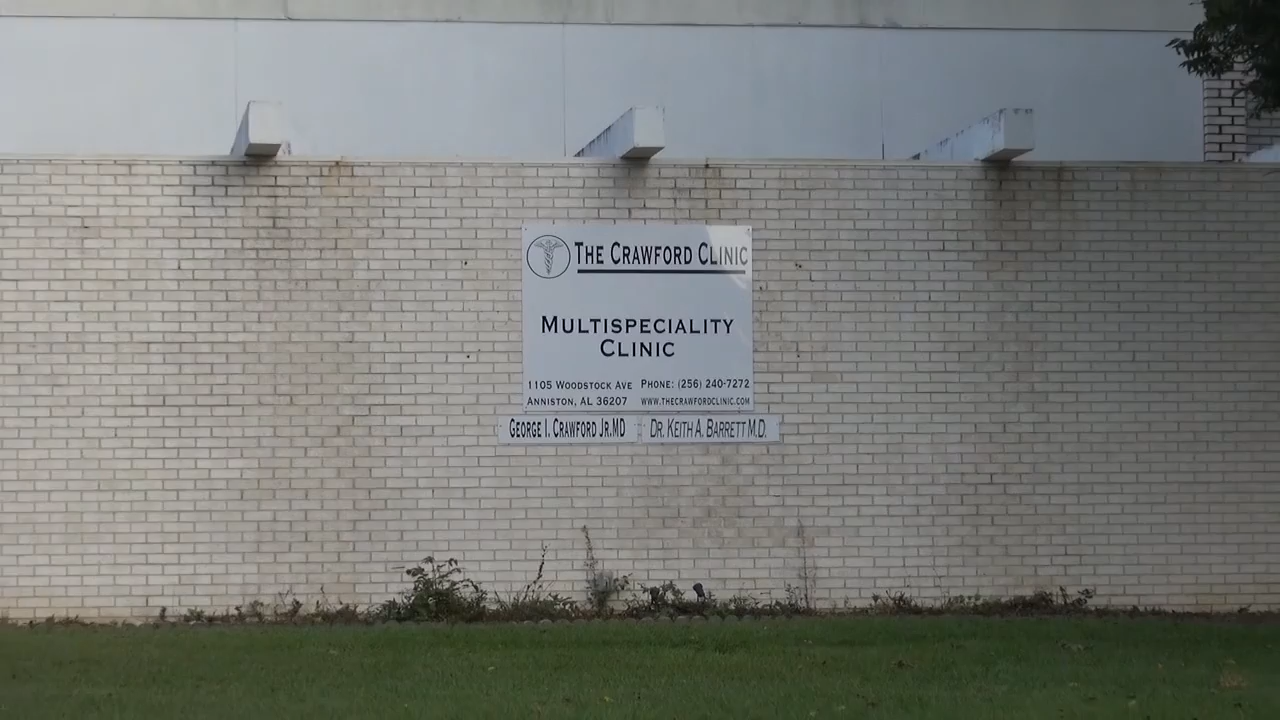 THE CRAWFORD CLINIC
MULTISPECIALITY
CLINIC
1105 WOODSTOCK AVE PHONE: (256) 240-7272
ANNISTON, AL 36207 WWW.THECRAWFORDCLINIC.COM
GEORGE I. CRAWFORD JR.MD DR. KEITH A. BARRETT M.D.